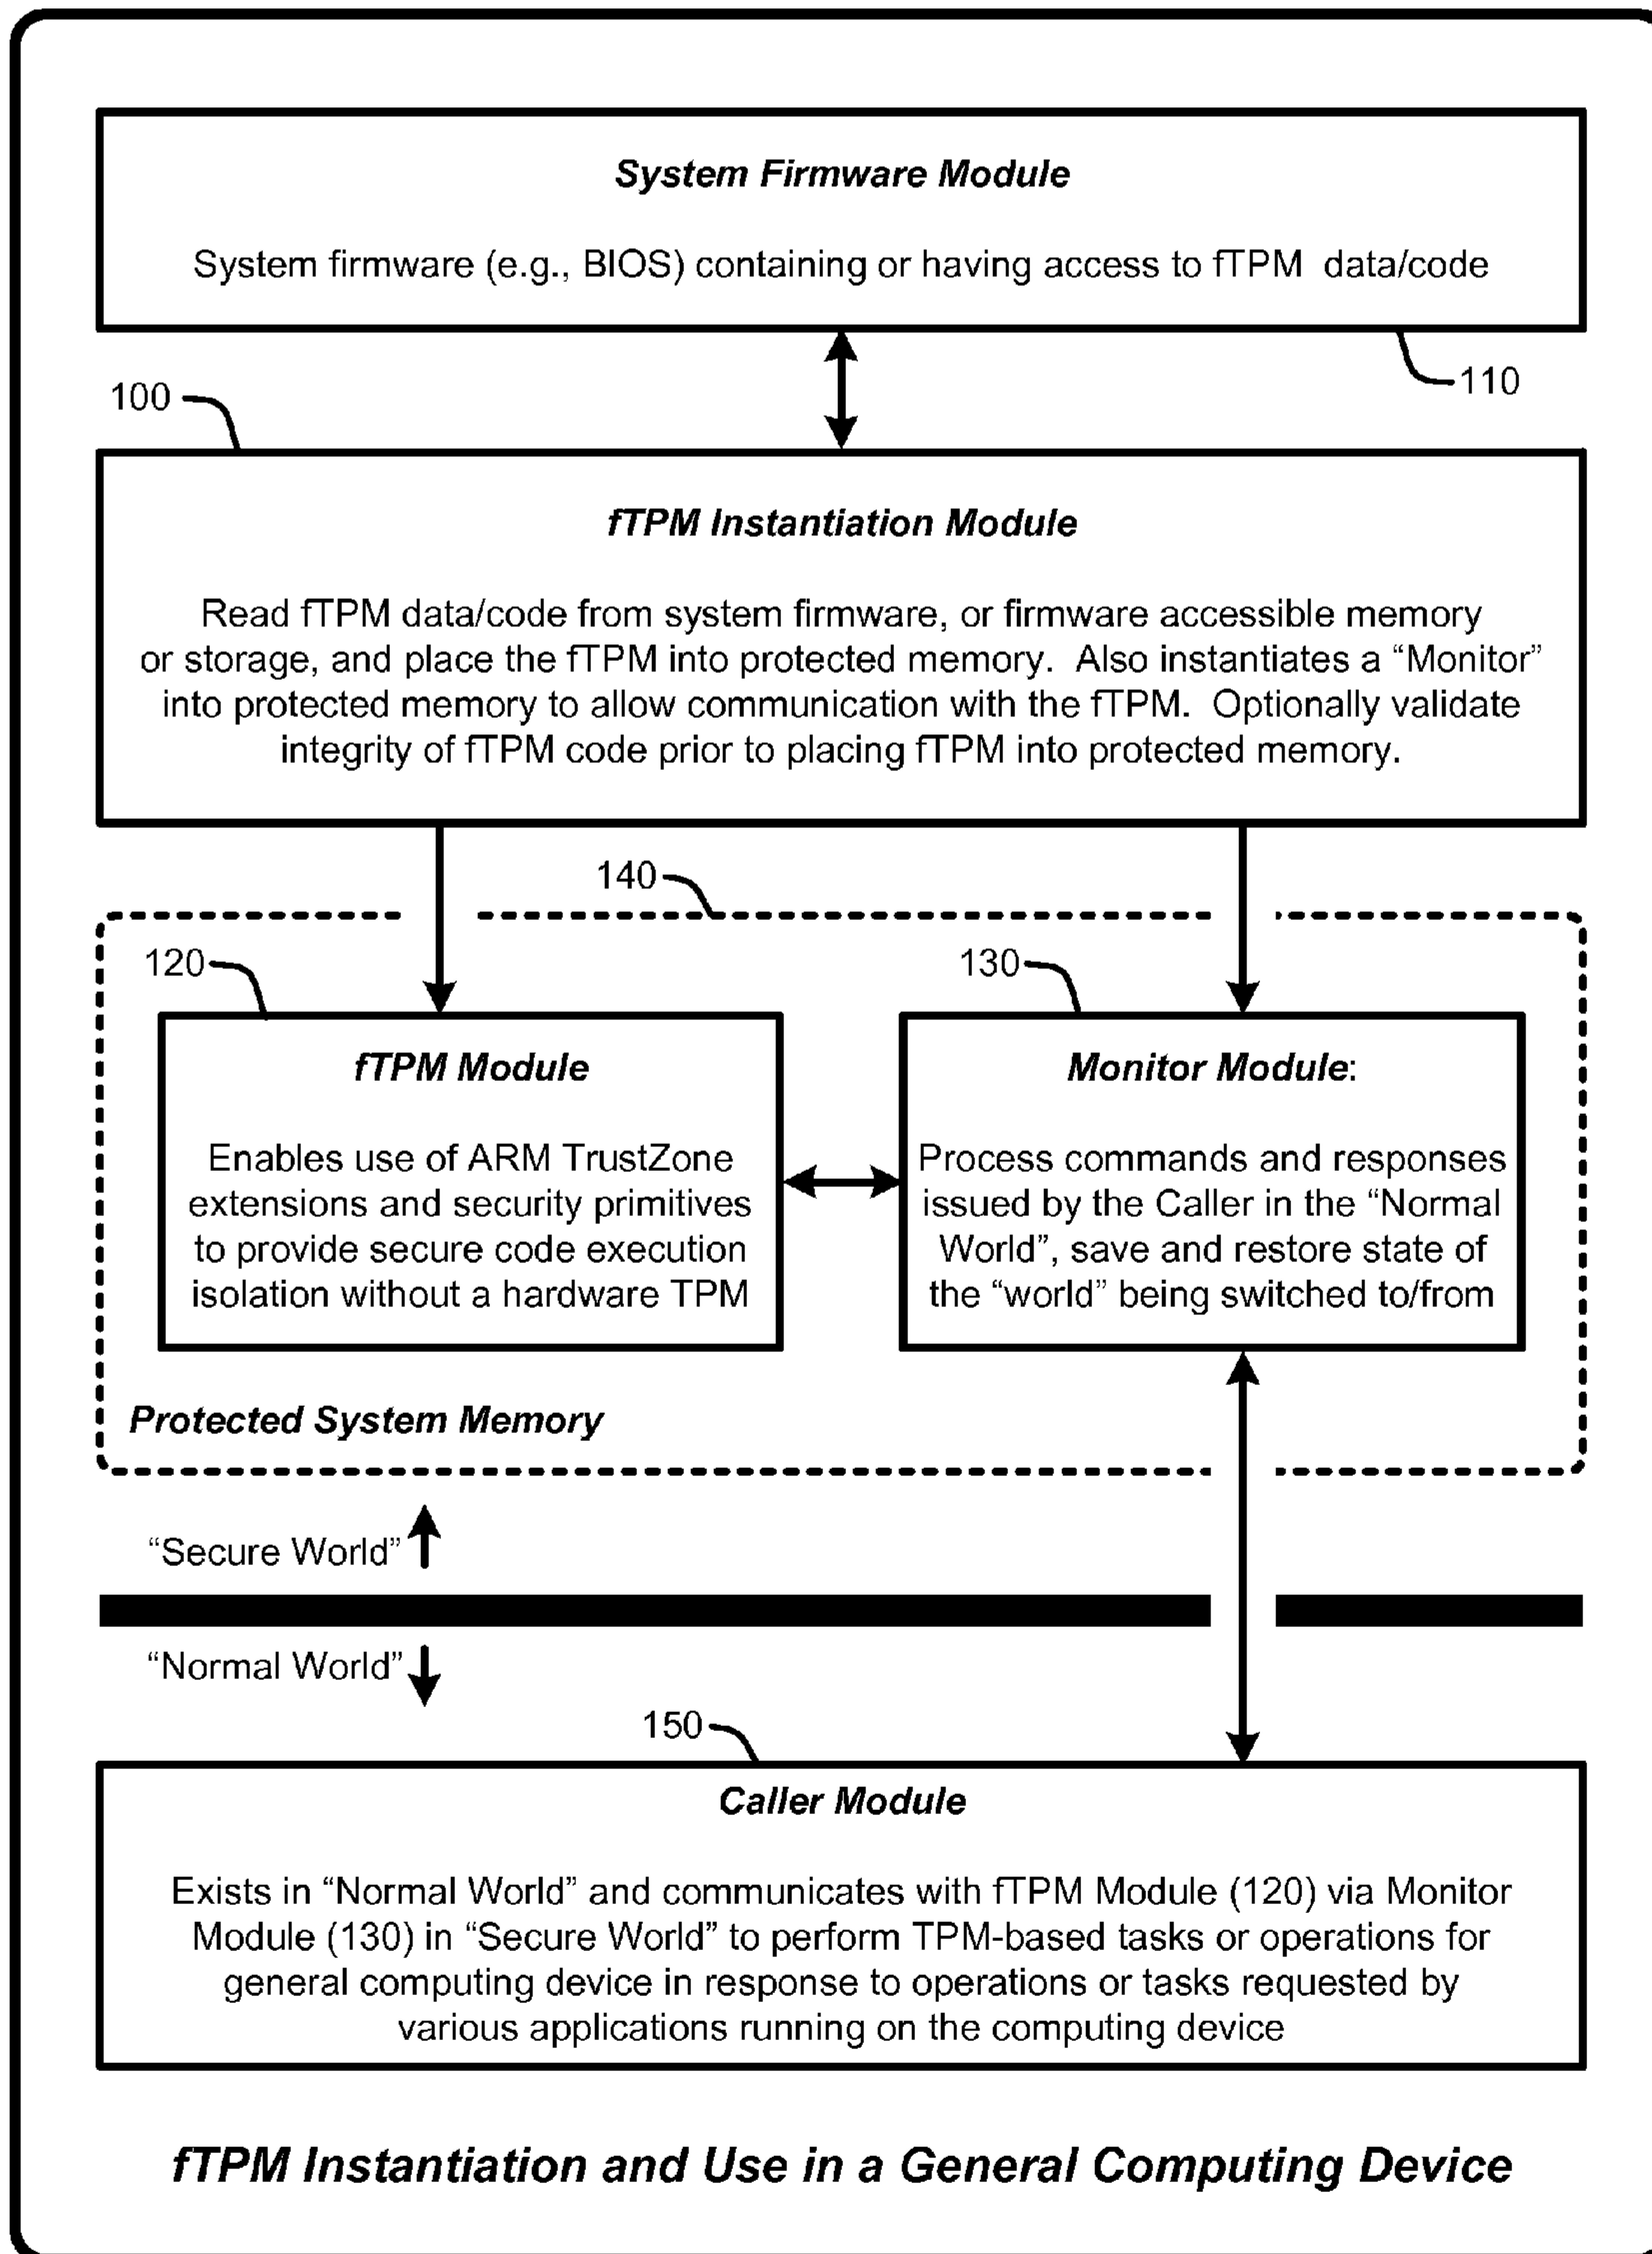 System Firmware Module
System firmware (e.g., BIOS) containing or having access to fTPM data/code
110
100
fTPM Instantiation Module
Read fTPM data/code from system firmware, or firmware accessible memory
or storage, and place the fTPM into protected memory. Also instantiates a “Monitor”
into protected memory to allow communication with the fTPM. Optionally validate
integrity of fTPM code prior to placing fTPM into protected memory.
140
120
130
fTPM Module
Enables use of ARM TrustZone
extensions and security primitives
to provide secure code execution
isolation without a hardware TPM
Monitor Module:
Process commands and responses
issued by the Caller in the “Normal
World”, save and restore state of
the “world” being switched to/from
Protected System Memory
“Secure World”
“Normal World”
150
Caller Module
Exists in “Normal World” and communicates with fTPM Module (120) via Monitor
Module (130) in “Secure World” to perform TPM-based tasks or operations for
general computing device in response to operations or tasks requested by
various applications running on the computing device
fTPM Instantiation and Use in a General Computing Device